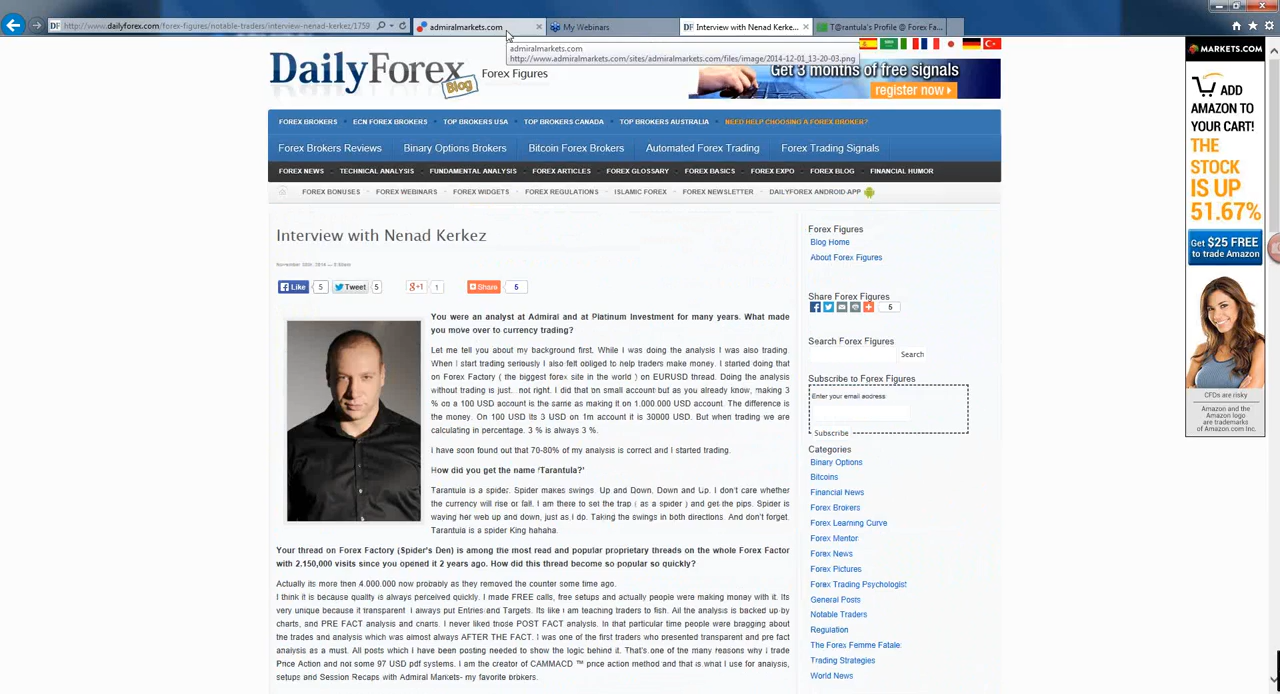 http://www.dailyforex.com/forex-figures/notable-traders/interview-nenad-kerkez/1759
admiralmarkets.com
My Webinars
DF Interview with Nenad Kerkez...
T@rantula's Profile @ Forex Fa...
admiralmarkets.com
http://www.admiralmarkets.com/sites/admiralmarkets.com/files/image/2014-12-01_13-20-03.png
DailyForex
Blog
Forex Figures
Get 3 months of free signals
register now
FOREX BROKERS ECN FOREX BROKERS TOP BROKERS USA TOP BROKERS CANADA TOP BROKERS AUSTRALIA NEED HELP CHOOSING A FOREX BROKER?
Forex Brokers Reviews Binary Options Brokers Bitcoin Forex Brokers Automated Forex Trading Forex Trading Signals
FOREX NEWS TECHNICAL ANALYSIS FUNDAMENTAL ANALYSIS FOREX ARTICLES FOREX GLOSSARY FOREX BASICS FOREX EXPO FOREX BLOG FINANCIAL HUMOR
FOREX BONUSES FOREX WEBINARS FOREX WIDGETS FOREX REGULATIONS ISLAMIC FOREX FOREX NEWSLETTER DAILYFOREX ANDROID APP
Interview with Nenad Kerkez
Like 5 Tweet 5 g+1 1 Share 5
You were an analyst at Admiral and at Platinum Investment for many years. What made
you move over to currency trading?
Let me tell you about my background first. While I was doing the analysis I was also trading.
When I start trading seriously I also felt obliged to help traders make money. I started doing that
on Forex Factory ( the biggest forex site in the world ) on EURUSD thread. Doing the analysis
without trading is just.. not right. I did that on small account but as you already know, making 3
% on a 100 USD account is the same as making it on 1.000.000 USD account. The difference is
the money. On 100 USD its 3 USD on 1m account it is 30000 USD. But when trading we are
calculating in percentage. 3 % is always 3 %.
I have soon found out that 70-80% of my analysis is correct and I started trading.
How did you get the name 'Tarantula?'
Tarantula is a spider. Spider makes swings. Up and Down, Down and Up. I don't care whether
the currency will rise or fall. I am there to set the trap ( as a spider ) and get the pips. Spider is
waving her web up and down, just as I do. Taking the swings in both directions. And don't forget.
Tarantula is a spider King hahaha.
Your thread on Forex Factory ($pider's Den) is among the most read and popular proprietary threads on the whole Forex Factor
with 2.150,000 visits since you opened it 2 years ago. How did this thread become so popular so quickly?
Actually its more then 4.000.000 now probably as they removed the counter some time ago.
I think it is because quality is always perceived quickly. I made FREE calls, free setups and actually people were making money with it. Its
very unique because it transparent. I always put Entries and Targets. Its like I am teaching traders to fish. All the analysis is backed up by
charts, and PRE FACT analysis and charts. I never liked those POST FACT analysis. In that particular time people were bragging about
the trades and analysis which was almost always AFTER THE FACT. I was one of the first traders who presented transparent and pre fact
analysis as a must. All posts which I have been posting needed to show the logic behind it. That's one of the many reasons why i trade
Price Action and not some 97 USD pdf systems. I am the creator of CAMMACD ™ price action method and that is what I use for analysis,
setups and Session Recaps with Admiral Markets- my favorite brokers.
Forex Figures
Blog Home
About Forex Figures
Share Forex Figures
5
Search Forex Figures
Search
Subscribe to Forex Figures
Enter your email address:
Subscribe
Categories
Binary Options
Bitcoins
Financial News
Forex Brokers
Forex Learning Curve
Forex Mentor
Forex News
Forex Pictures
Forex Trading Psychologist
General Posts
Notable Traders
Regulation
The Forex Femme Fatale
Trading Strategies
World News
MARKETS.COM
ADD
AMAZON TO
YOUR CART!
THE
STOCK
IS UP
51.67%
Get $25 FREE
to trade Amazon
CFDs are risky
Amazon and the
Amazon logo
are trademarks
of Amazon.com Inc.